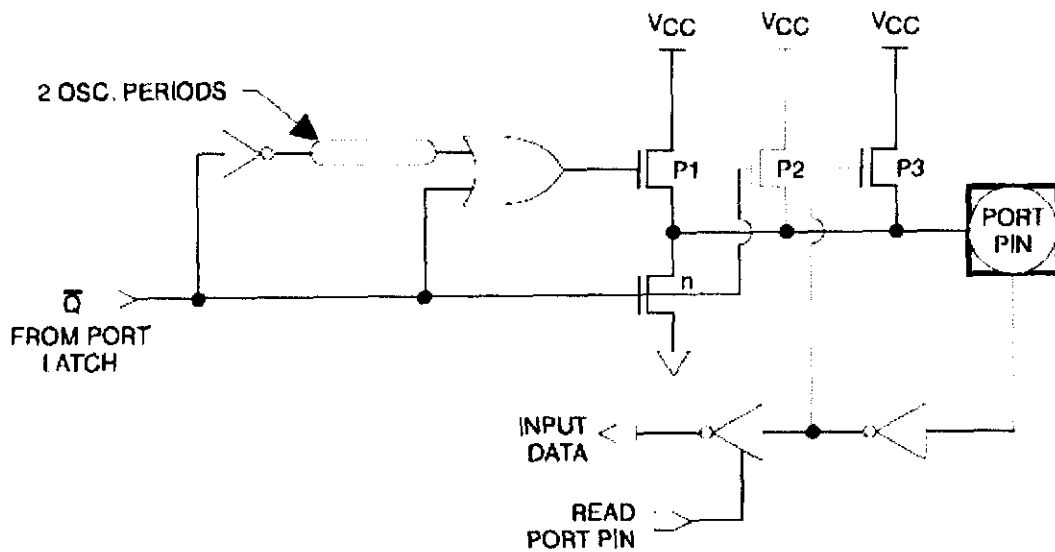 VCC
VCC
VCC
2 OSC. PERIODS
P1
P2
P3
PORT
PIN
n
Q
FROM PORT
LATCH
INPUT
DATA
READ
PORT PIN